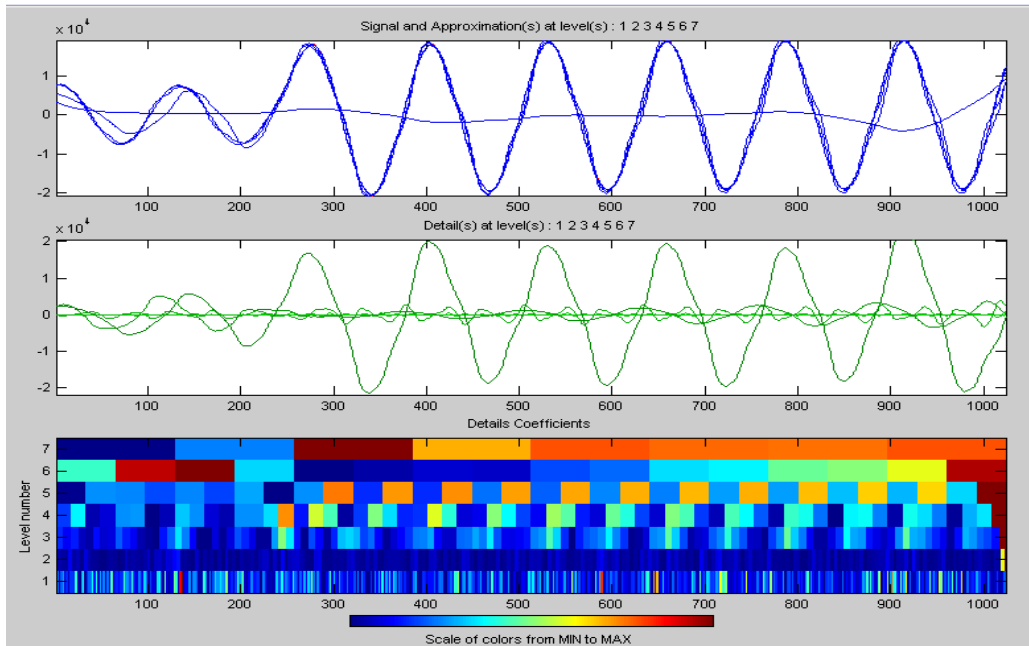 Signal and Approximation(s) at level(s) : 1 2 3 4 5 6 7
× 10⁴
1
0
-1
-2
100 200 300 400 500 600 700 800 900 1000
Detail(s) at level(s) : 1 2 3 4 5 6 7
× 10⁴
2
1
0
-1
-2
100 200 300 400 500 600 700 800 900 1000
Details Coefficients
Level number
7
6
5
4
3
2
1
100 200 300 400 500 600 700 800 900 1000
Scale of colors from MIN to MAX